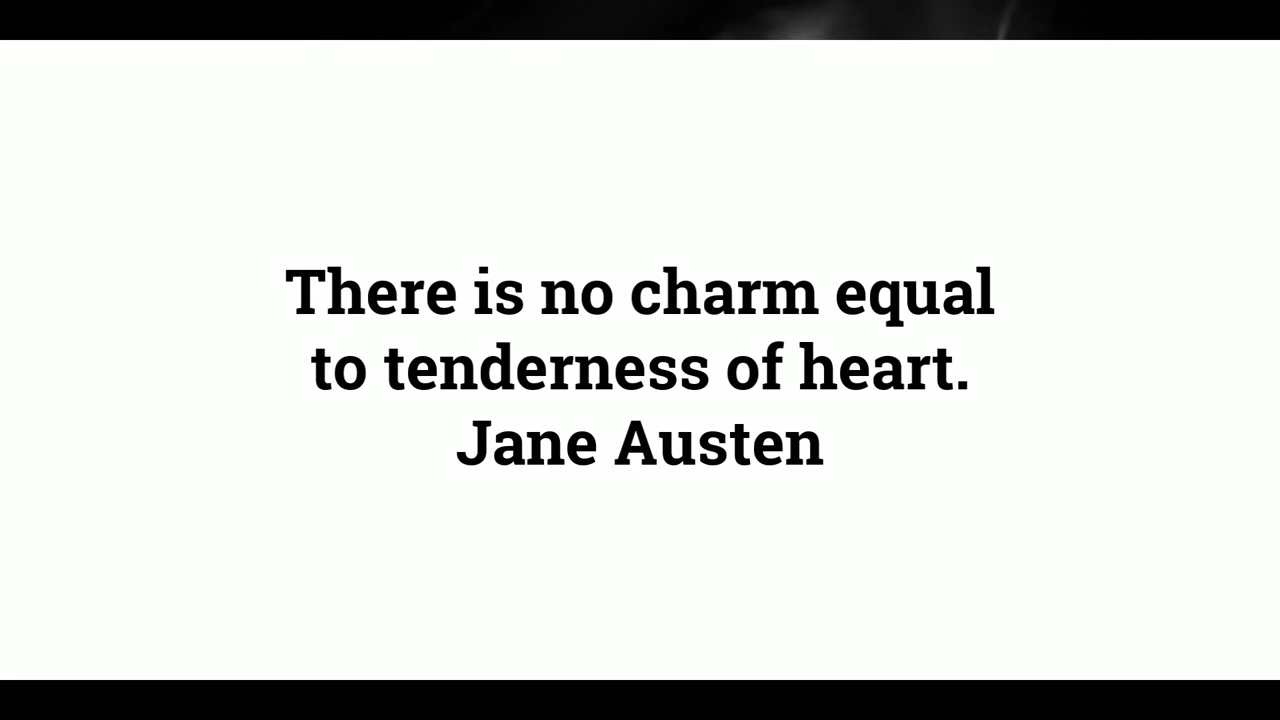 There is no charm equal
to tenderness of heart.
Jane Austen